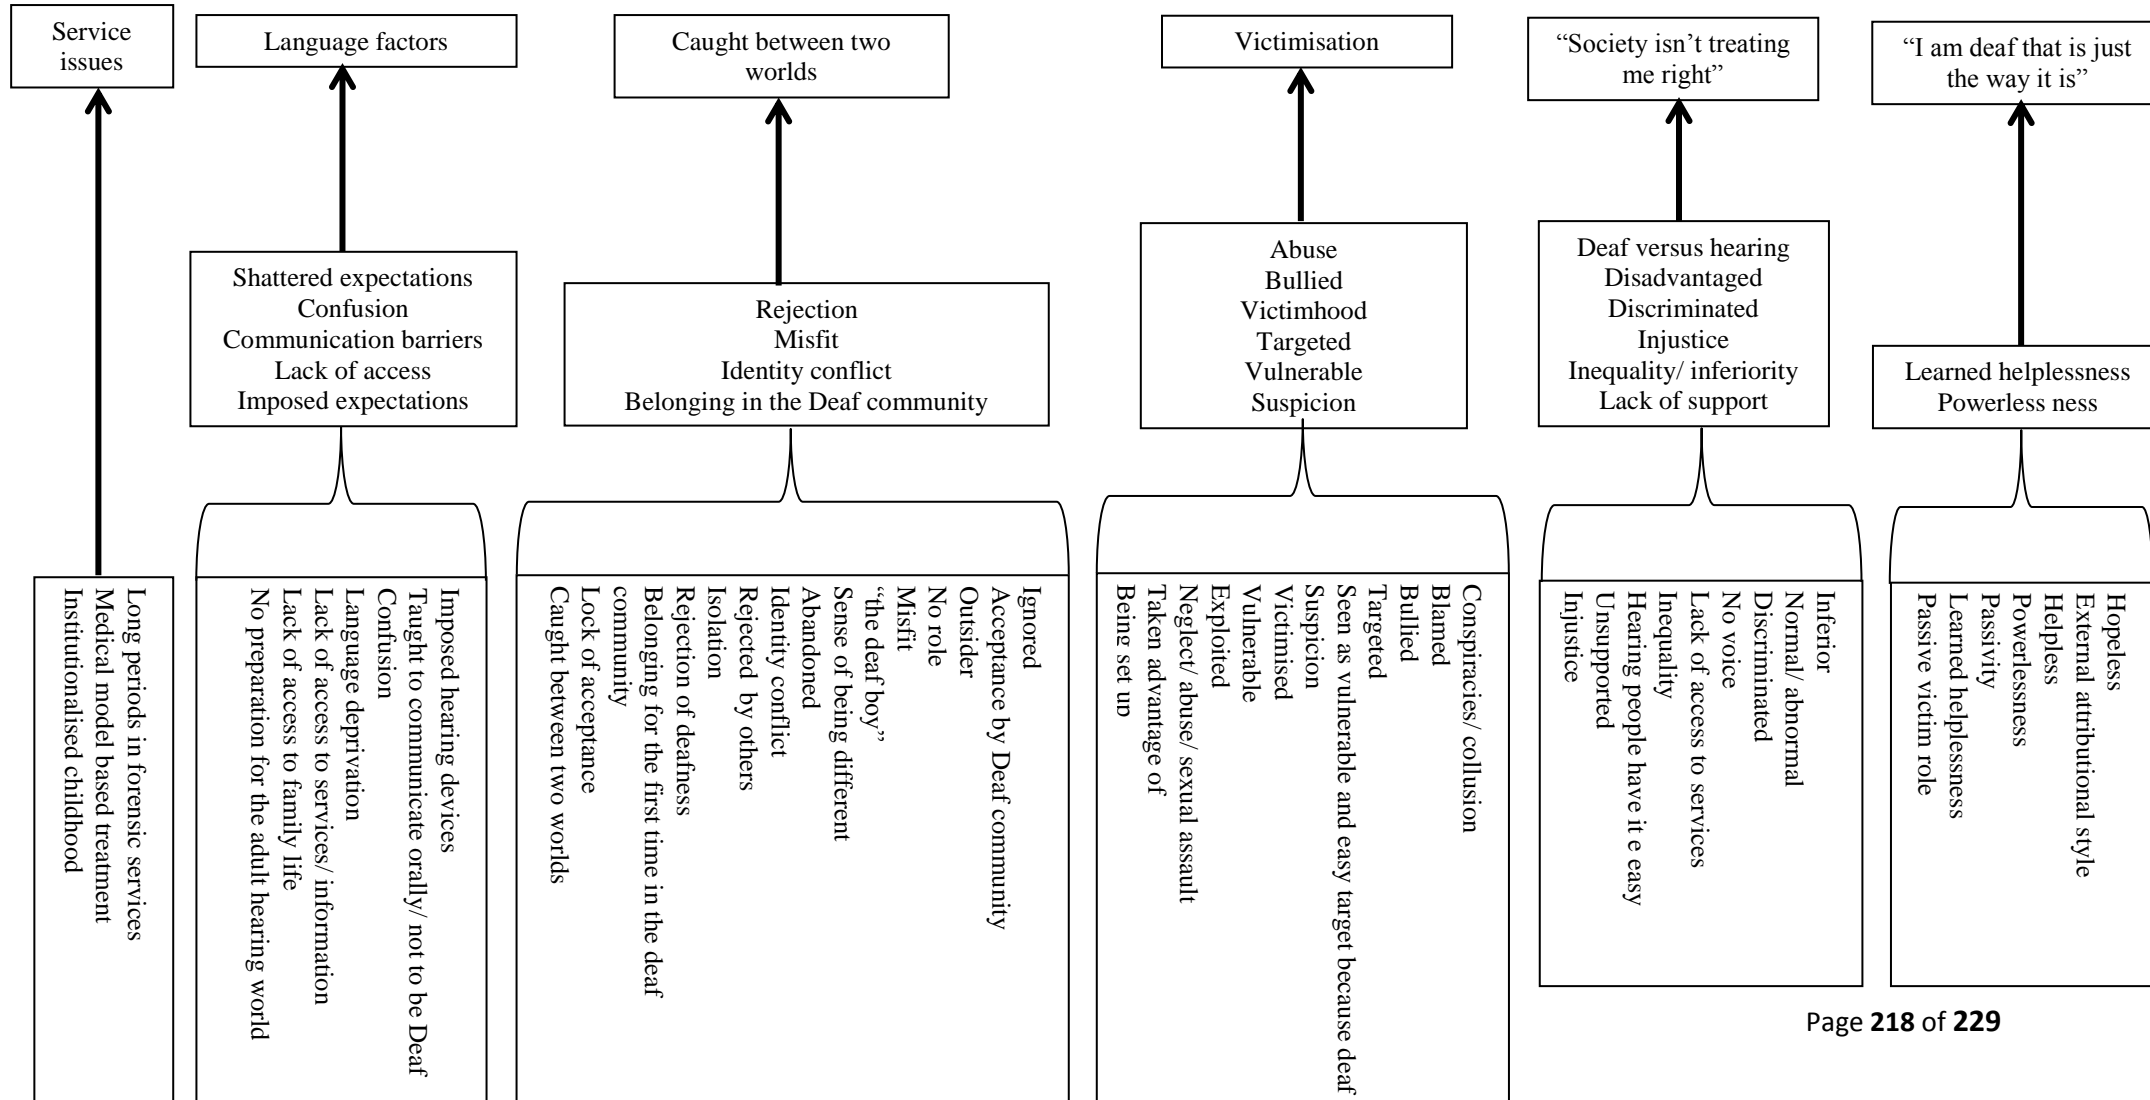 Service
issues
Language factors
Caught between two
worlds
Victimisation
“Society isn’t treating
me right”
“I am deaf that is just
the way it is”
Shattered expectations
Confusion
Communication barriers
Lack of access
Imposed expectations
Rejection
Misfit
Identity conflict
Belonging in the Deaf community
Abuse
Bullied
Victimhood
Targeted
Vulnerable
Suspicion
Deaf versus hearing
Disadvantaged
Discriminated
Injustice
Inequality/ inferiority
Lack of support
Learned helplessness
Powerless ness
Long periods in forensic services
Medical model based treatment
Institutionalised childhood
Imposed hearing devices
Taught to communicate orally/ not to be Deaf
Confusion
Language deprivation
Lack of access to services/ information
Lack of access to family life
No preparation for the adult hearing world
Ignored
Acceptance by Deaf community
Outsider
No role
Misfit
“the deaf boy”
Sense of being different
Abandoned
Identity conflict
Rejected by others
Isolation
Rejection of deafness
Belonging for the first time in the deaf
community
Lock of acceptance
Caught between two worlds
Conspiracies/ collusion
Blamed
Bullied
Targeted
Seen as vulnerable and easy target because deaf
Suspicion
Victimised
Vulnerable
Exploited
Neglect/ abuse/ sexual assault
Taken advantage of
Being set up
Inferior
Normal/ abnormal
Discriminated
No voice
Lack of access to services
Inequality
Hearing people have it e easy
Unsupported
Injustice
Hopeless
External attributional style
Helpless
Powerlessness
Passivity
Learned helplessness
Passive victim role
Page 218 of 229